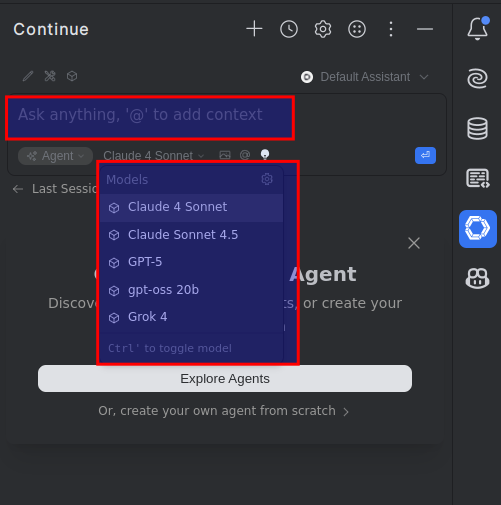 Continue
Default Assistant
Ask anything, '@' to add context
Agent
Claude 4 Sonnet
Last Sessio
Models
Claude 4 Sonnet
Claude Sonnet 4.5
GPT-5
gpt-oss 20b
Grok 4
Ctrl' to toggle model
Agent
Discov
, or create your
Explore Agents
Or, create your own agent from scratch